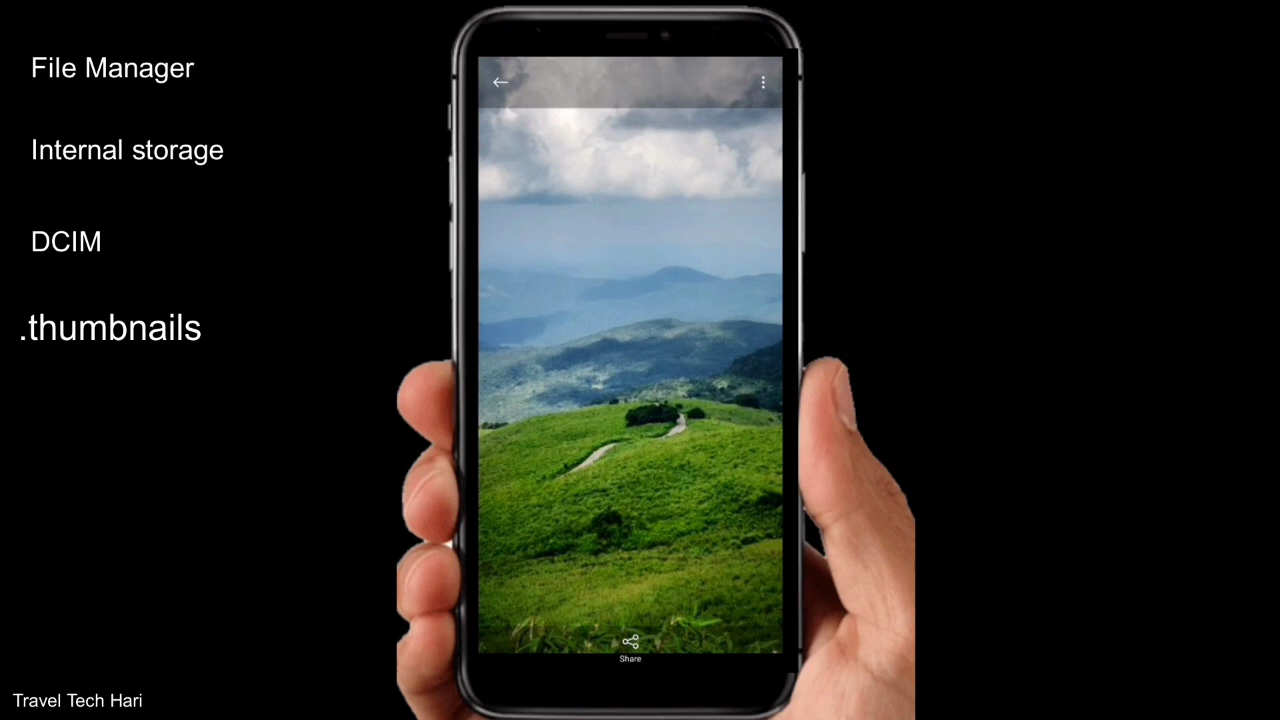 File Manager
Internal storage
DCIM
.thumbnails
Share
Travel Tech Hari